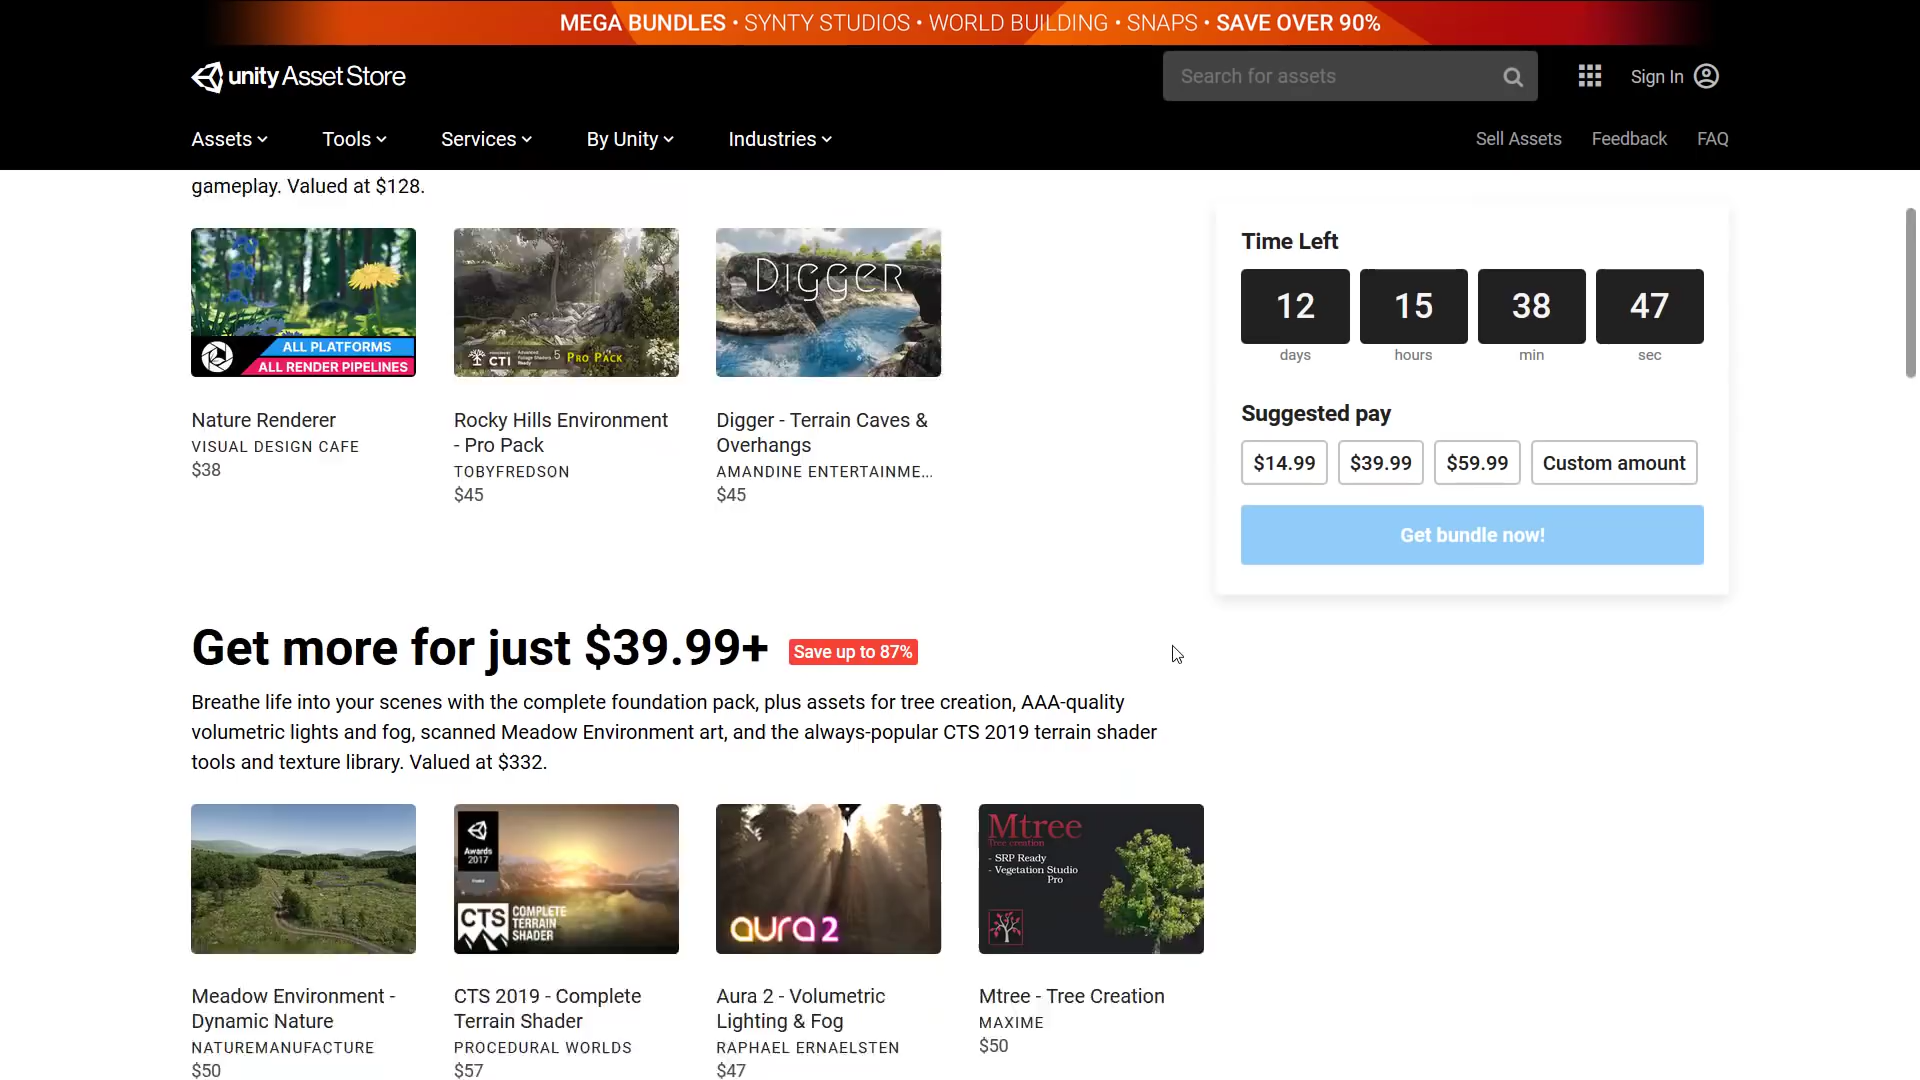 MEGA BUNDLES • SYNTY STUDIOS • WORLD BUILDING • SNAPS • SAVE OVER 90%
unity Asset Store
Search for assets
Sign In
Assets
Tools
Services
By Unity
Industries
Sell Assets
Feedback
FAQ
gameplay. Valued at $128.
ALL PLATFORMS
ALL RENDER PIPELINES
CTI
5 PRO PACK
DIGGER
Nature Renderer
VISUAL DESIGN CAFE
$38
Rocky Hills Environment
- Pro Pack
TOBYFREDSON
$45
Digger - Terrain Caves &
Overhangs
AMANDINE ENTERTAINME...
$45
Time Left
12
15
38
47
days
hours
min
sec
Suggested pay
$14.99
$39.99
$59.99
Custom amount
Get bundle now!
Get more for just $39.99+
Save up to 87%
Breathe life into your scenes with the complete foundation pack, plus assets for tree creation, AAA-quality
volumetric lights and fog, scanned Meadow Environment art, and the always-popular CTS 2019 terrain shader
tools and texture library. Valued at $332.
Awards
2017
CTS
COMPLETE
TERRAIN
SHADER
aura 2
Mtree
Tree creation
- SRP Ready
- Vegetation Studio
Pro
Meadow Environment -
Dynamic Nature
NATUREMANUFACTURE
$50
CTS 2019 - Complete
Terrain Shader
PROCEDURAL WORLDS
$57
Aura 2 - Volumetric
Lighting & Fog
RAPHAEL ERNAELSTEN
$47
Mtree - Tree Creation
MAXIME
$50